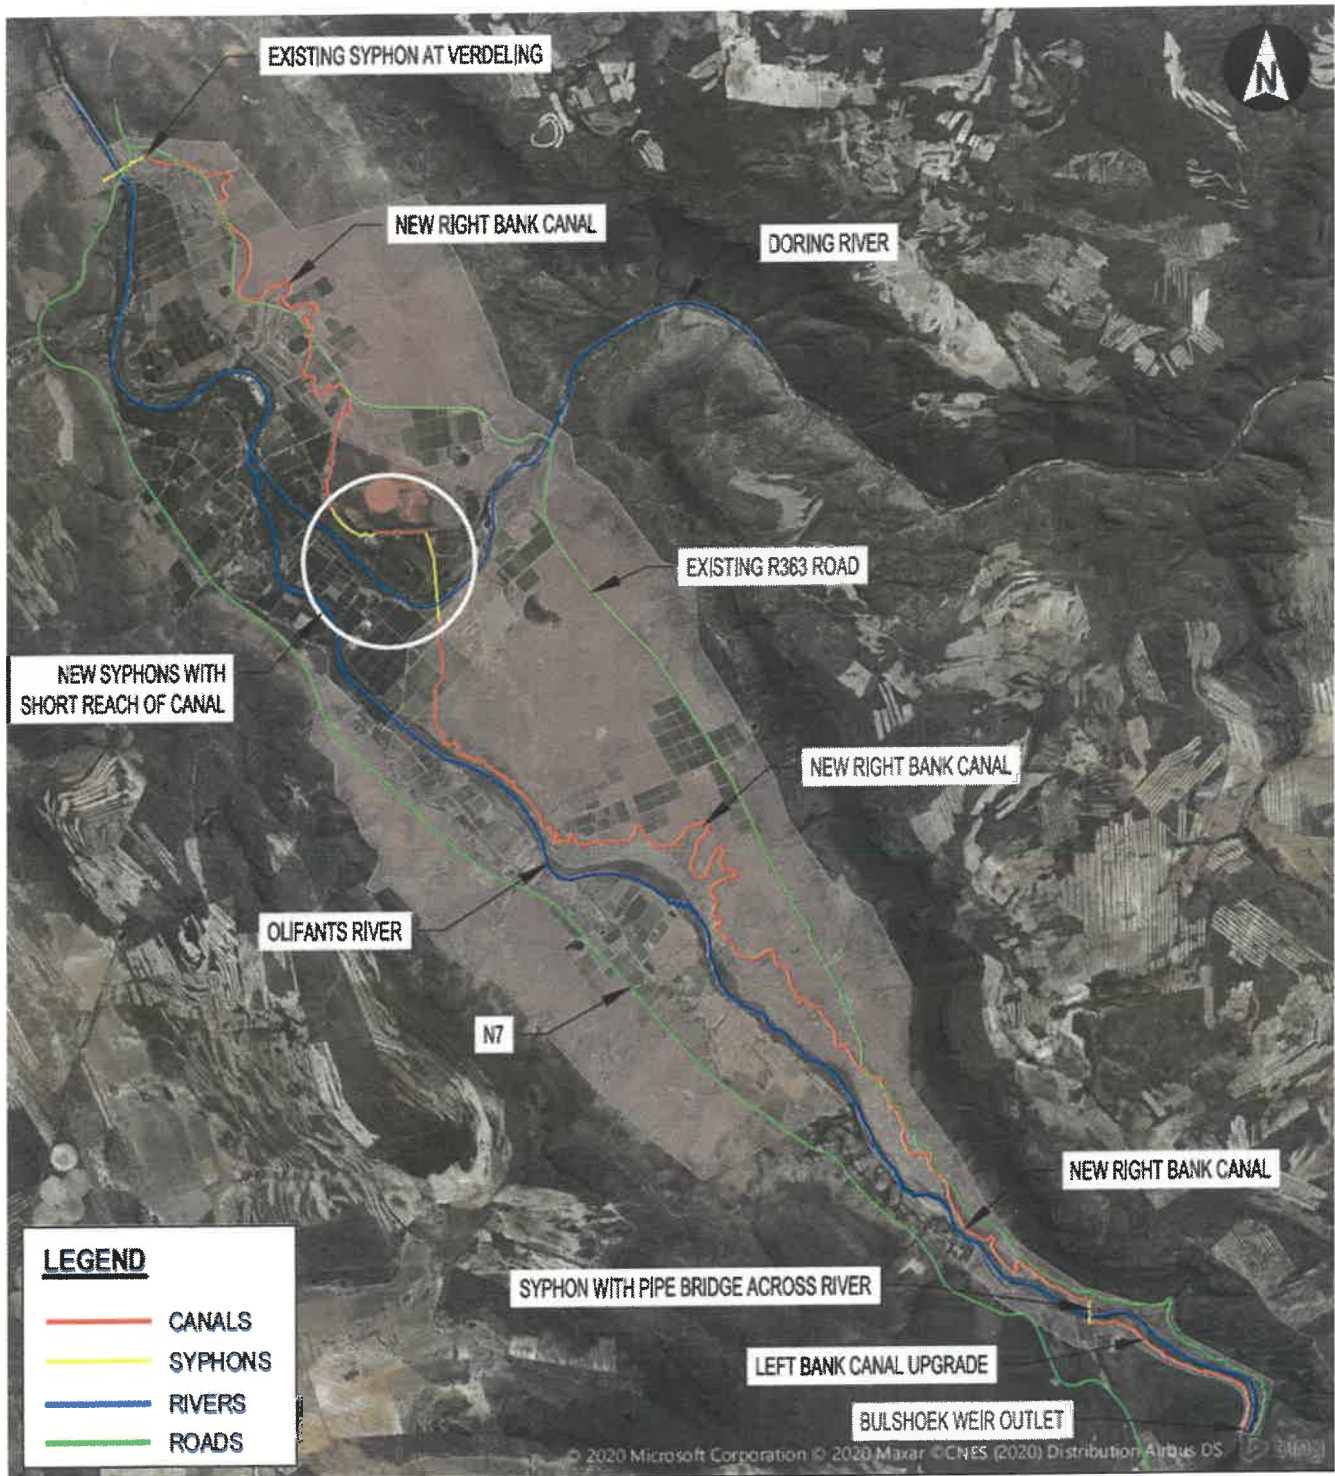 EXISTING SYPHON AT VERDELING
N
NEW RIGHT BANK CANAL
DORING RIVER
EXISTING R363 ROAD
NEW SYPHONS WITH
SHORT REACH OF CANAL
NEW RIGHT BANK CANAL
OLIFANTS RIVER
N7
NEW RIGHT BANK CANAL
SYPHON WITH PIPE BRIDGE ACROSS RIVER
LEFT BANK CANAL UPGRADE
BULSHOEK WEIR OUTLET
LEGEND
CANALS
SYPHONS
RIVERS
ROADS
© 2020 Microsoft Corporation © 2020 Maxar ©CNES (2020) Distribution Airbus DS